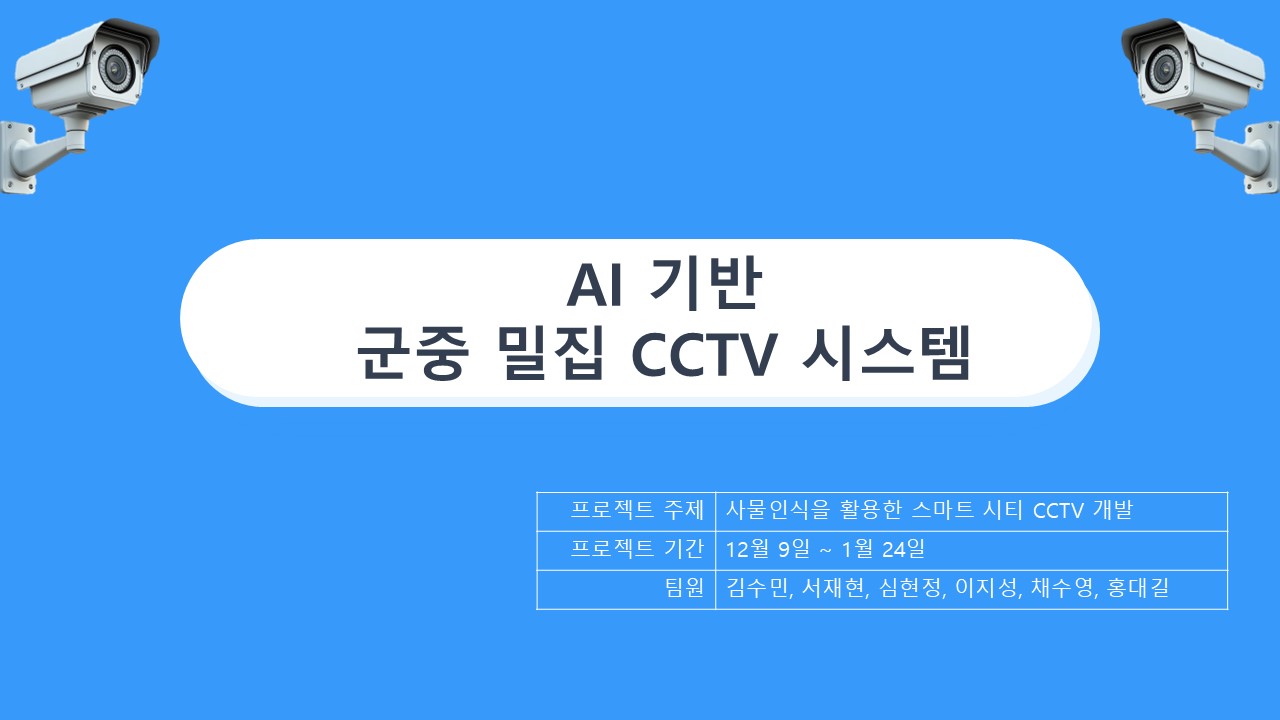 AI 기반
군중 밀집 CCTV 시스템
프로젝트 주제 사물인식을 활용한 스마트 시티 CCTV 개발
프로젝트 기간 12월 9일 ~ 1월 24일
팀원 김수민, 서재현, 심현정, 이지성, 채수영, 홍대길